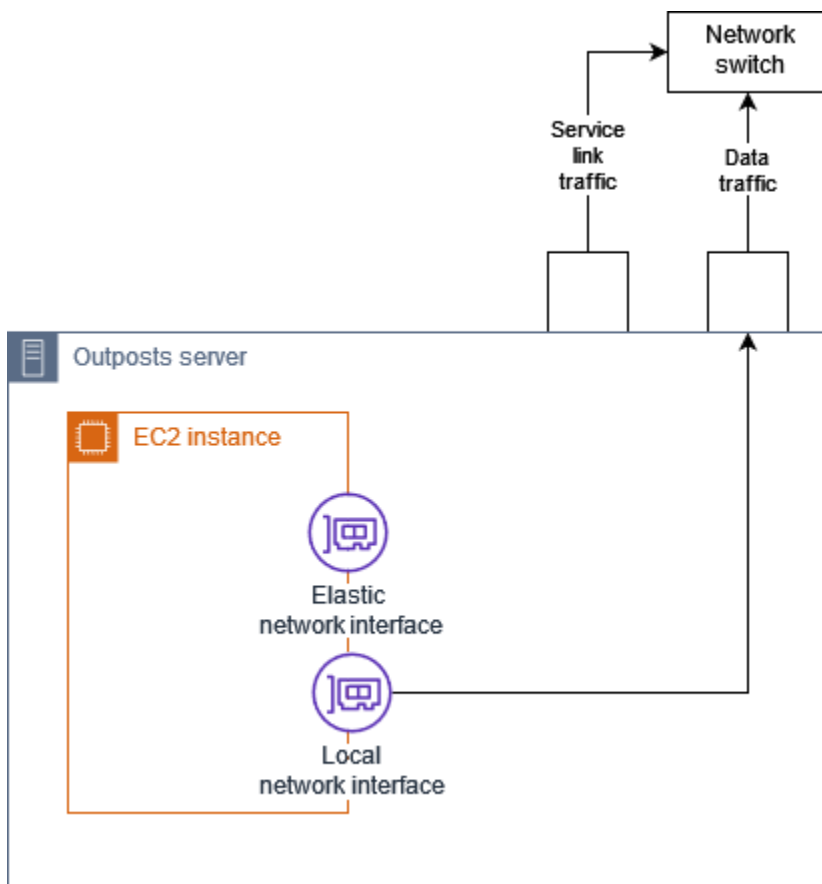 Network
switch
Service
link
traffic
Data
traffic
Outposts server
EC2 instance
Elastic
network interface
Local
network interface